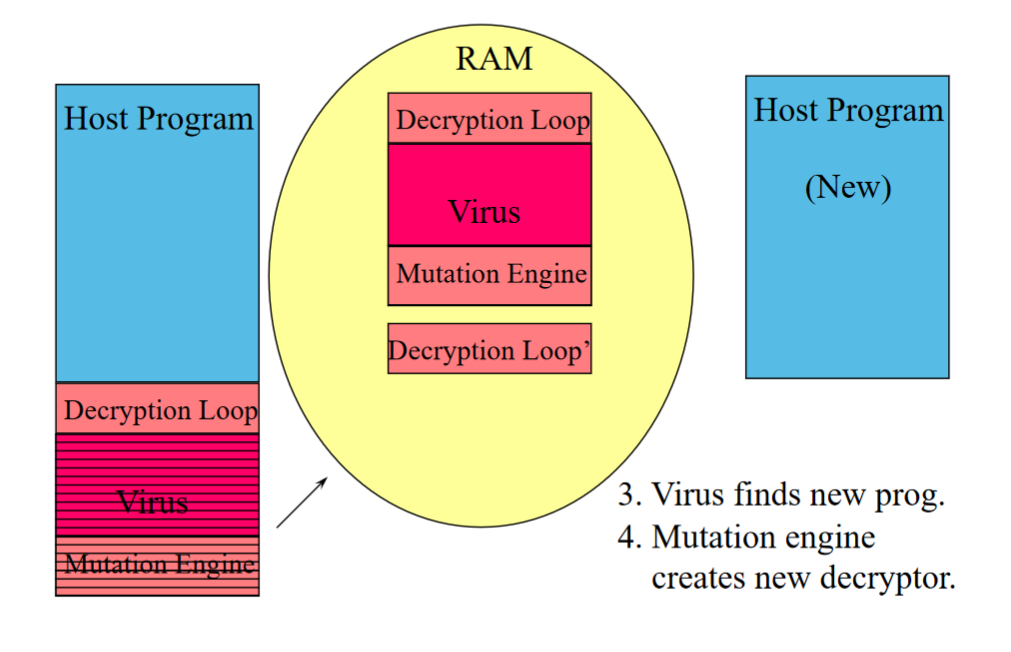 RAM
Host Program
Decryption Loop
Virus
Mutation Engine
Decryption Loop
Virus
Mutation Engine
Decryption Loop’
Host Program
(New)
3. Virus finds new prog.
4. Mutation engine
creates new decryptor.